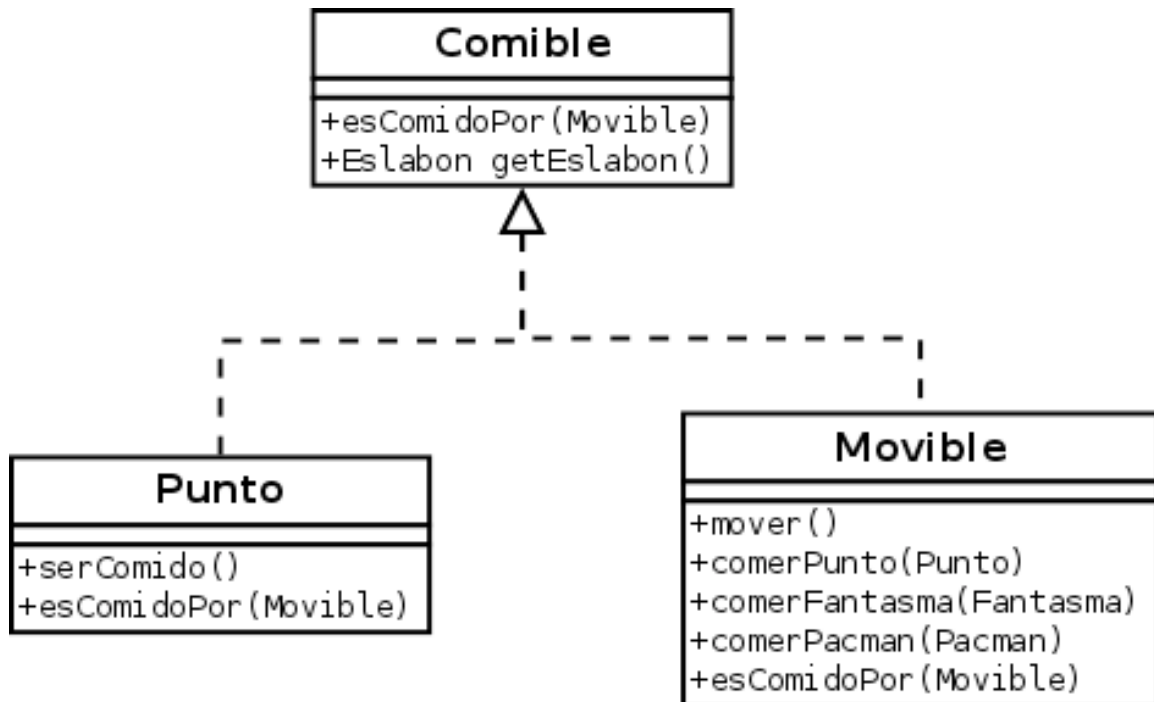 Comible
+esComidoPor(Movible)
+Eslabon getEslabon()
Punto
+serComido()
+esComidoPor(Movible)
Movible
+mover()
+comerPunto(Punto)
+comerFantasma(Fantasma)
+comerPacman(Pacman)
+esComidoPor(Movible)